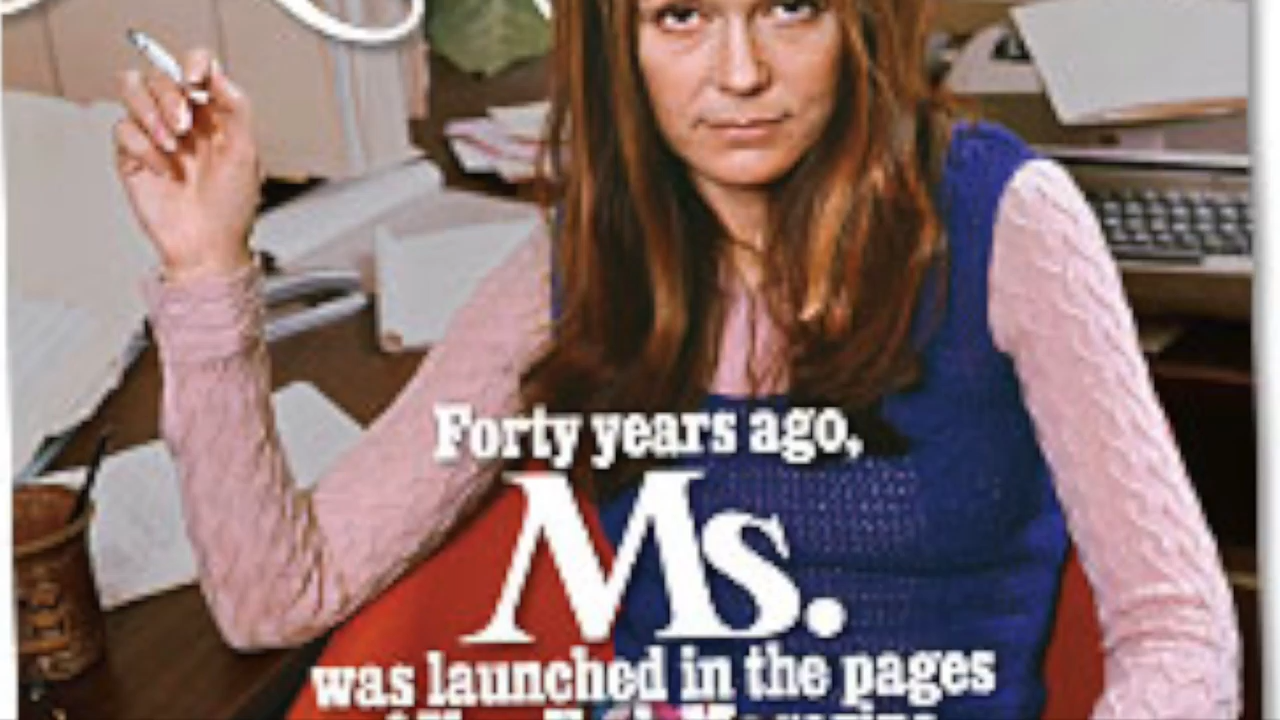 Forty years ago,
Ms.
was launched in the pages